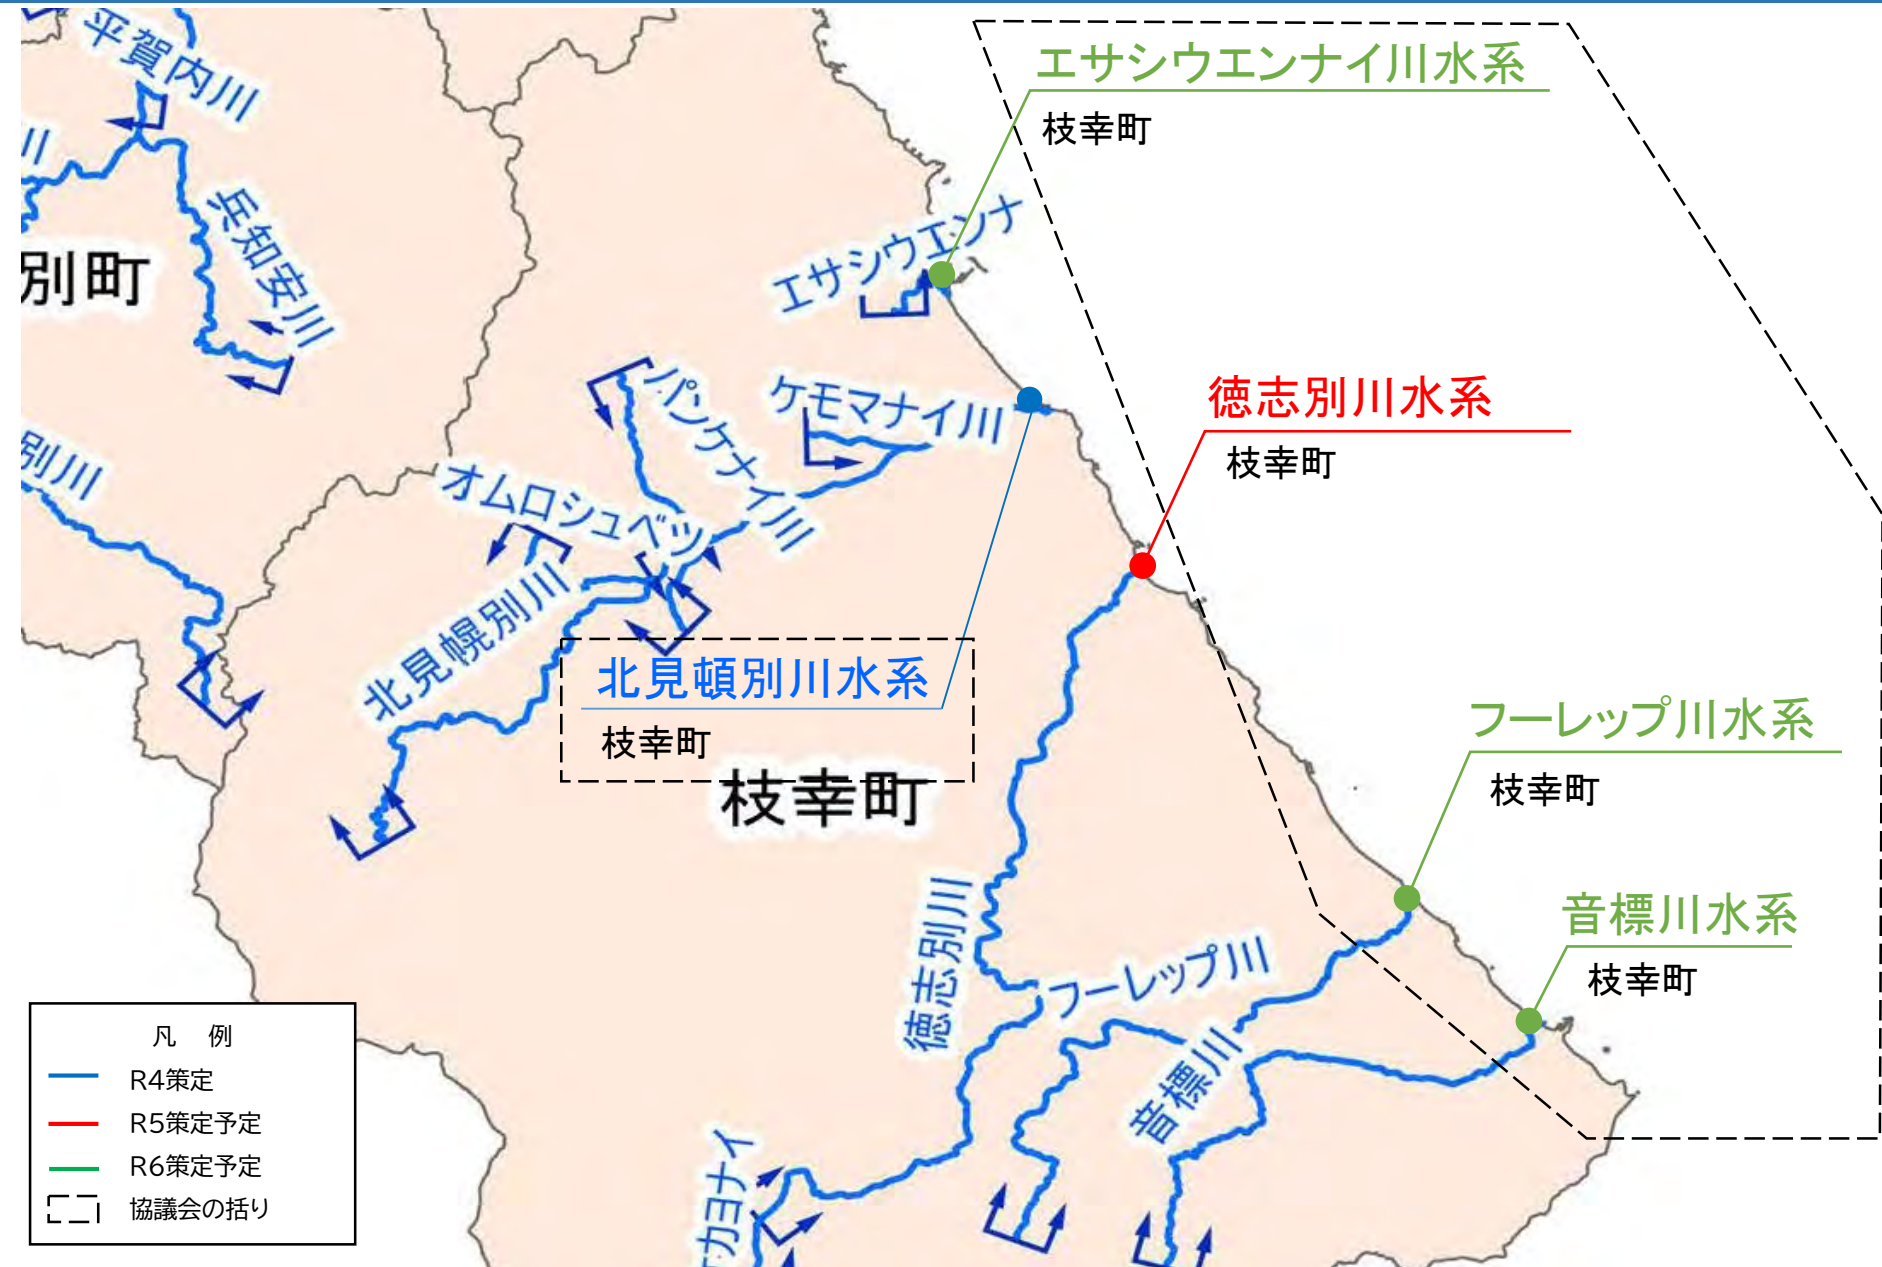 平賀内川
川
兵知安川
別町
別川
エサシウエンナイ川水系
枝幸町
エサシウエンナ
パンケナイ川
ケモマナイ川
徳志別川水系
枝幸町
オムロシュベツ
北見幌別川
北見頓別川水系
枝幸町
枝幸町
フーレップ川水系
枝幸町
音標川水系
枝幸町
徳志別川
フーレップ川
音標川
カヨナイ
凡 例
R4策定
R5策定予定
R6策定予定
協議会の括り